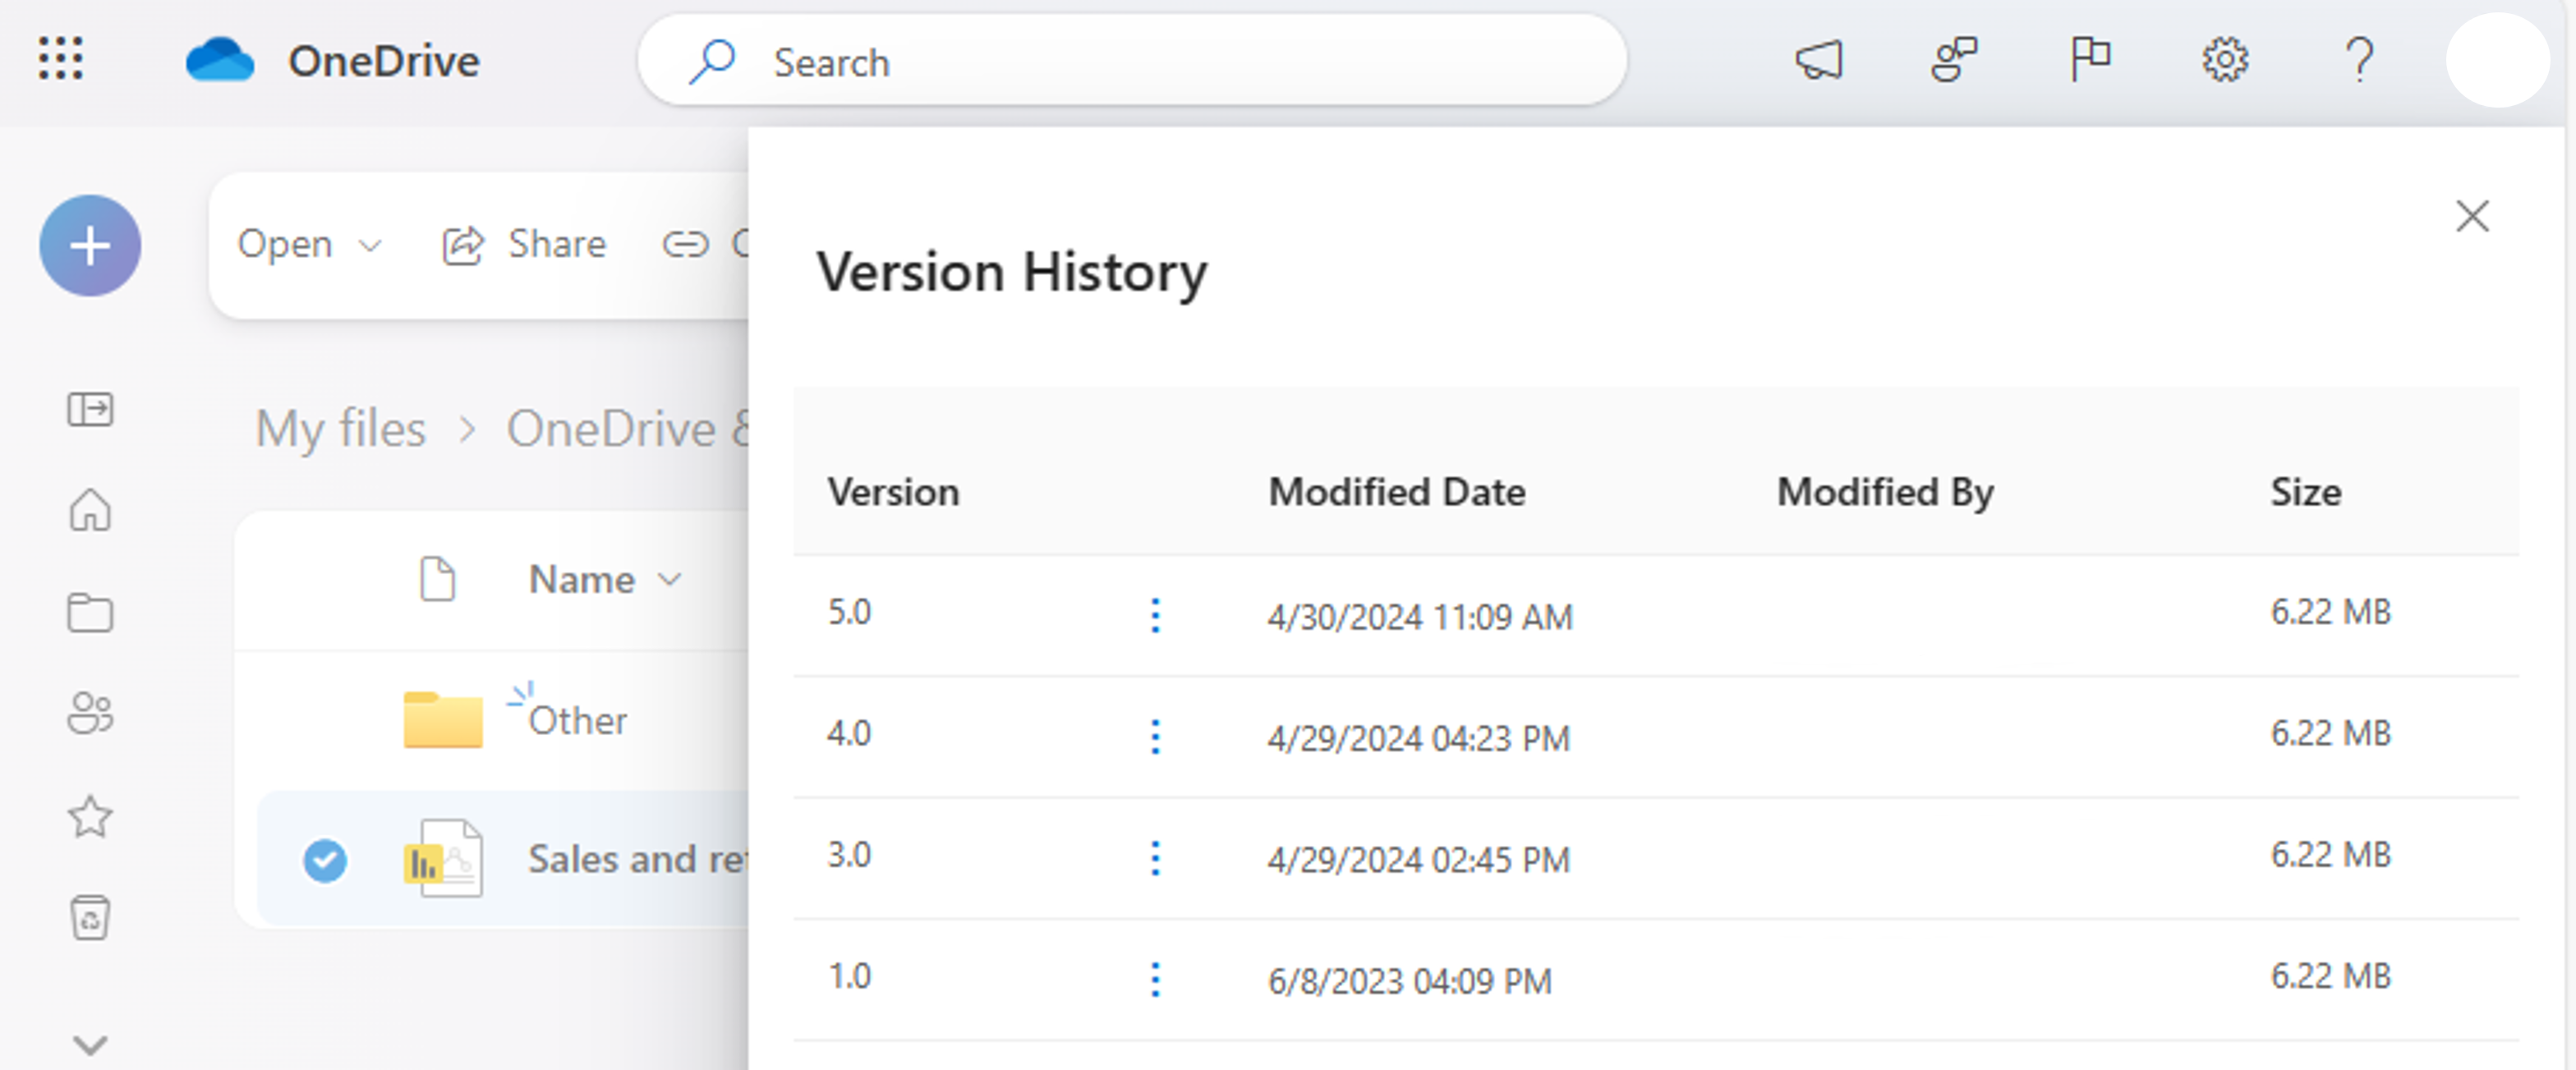 OneDrive
Search
Open
Share
My files > OneDrive &
Name
Other
Sales and
Version History
Version Modified Date Modified By Size
5.0 4/30/2024 11:09 AM 6.22 MB
4.0 4/29/2024 04:23 PM 6.22 MB
3.0 4/29/2024 02:45 PM 6.22 MB
1.0 6/8/2023 04:09 PM 6.22 MB